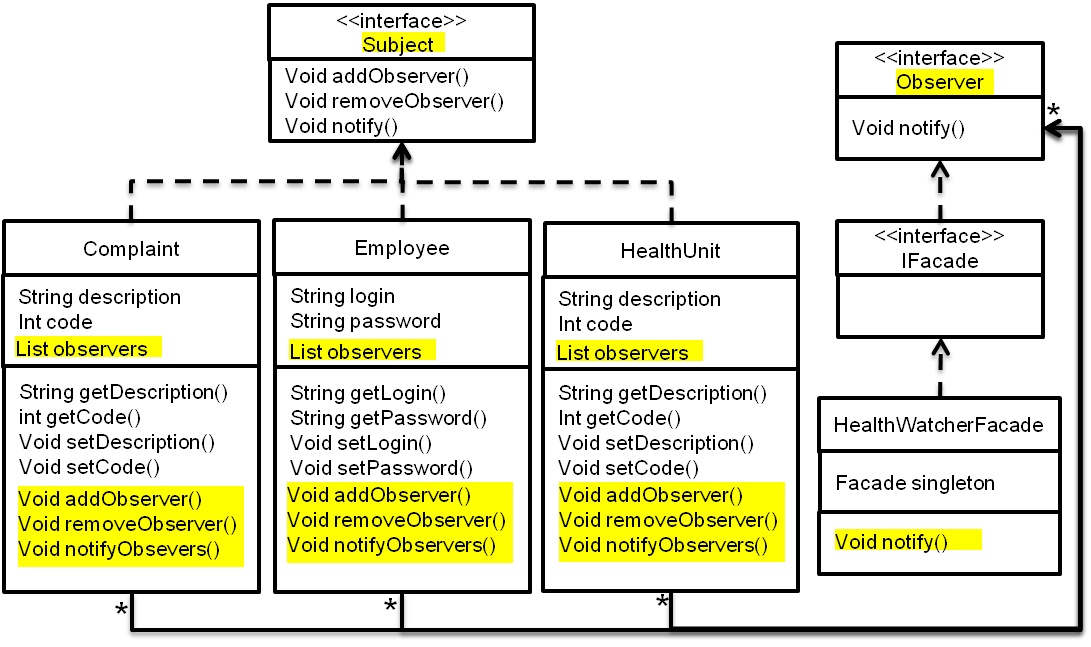 <<interface>>
Subject
Void addObserver()
Void removeObserver()
Void notify()
<<interface>>
Observer
Void notify()
*
Complaint
String description
Int code
List observers
String getDescription()
int getCode()
Void setDescription()
Void setCode()
Void addObserver()
Void removeObserver()
Void notifyObsevers()
*
Employee
String login
String password
List observers
String getLogin()
String getPassword()
Void setLogin()
Void setPassword()
Void addObserver()
Void removeObserver()
Void notifyObservers()
*
HealthUnit
String description
Int code
List observers
String getDescription()
Int getCode()
Void setDescription()
Void setCode()
Void addObserver()
Void removeObserver()
Void notifyObservers()
*
<<interface>>
IFacade
HealthWatcherFacade
Facade singleton
Void notify()